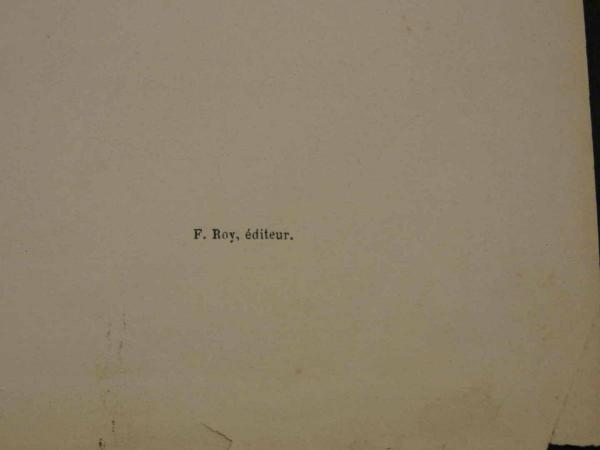 F. Roy, éditeur.